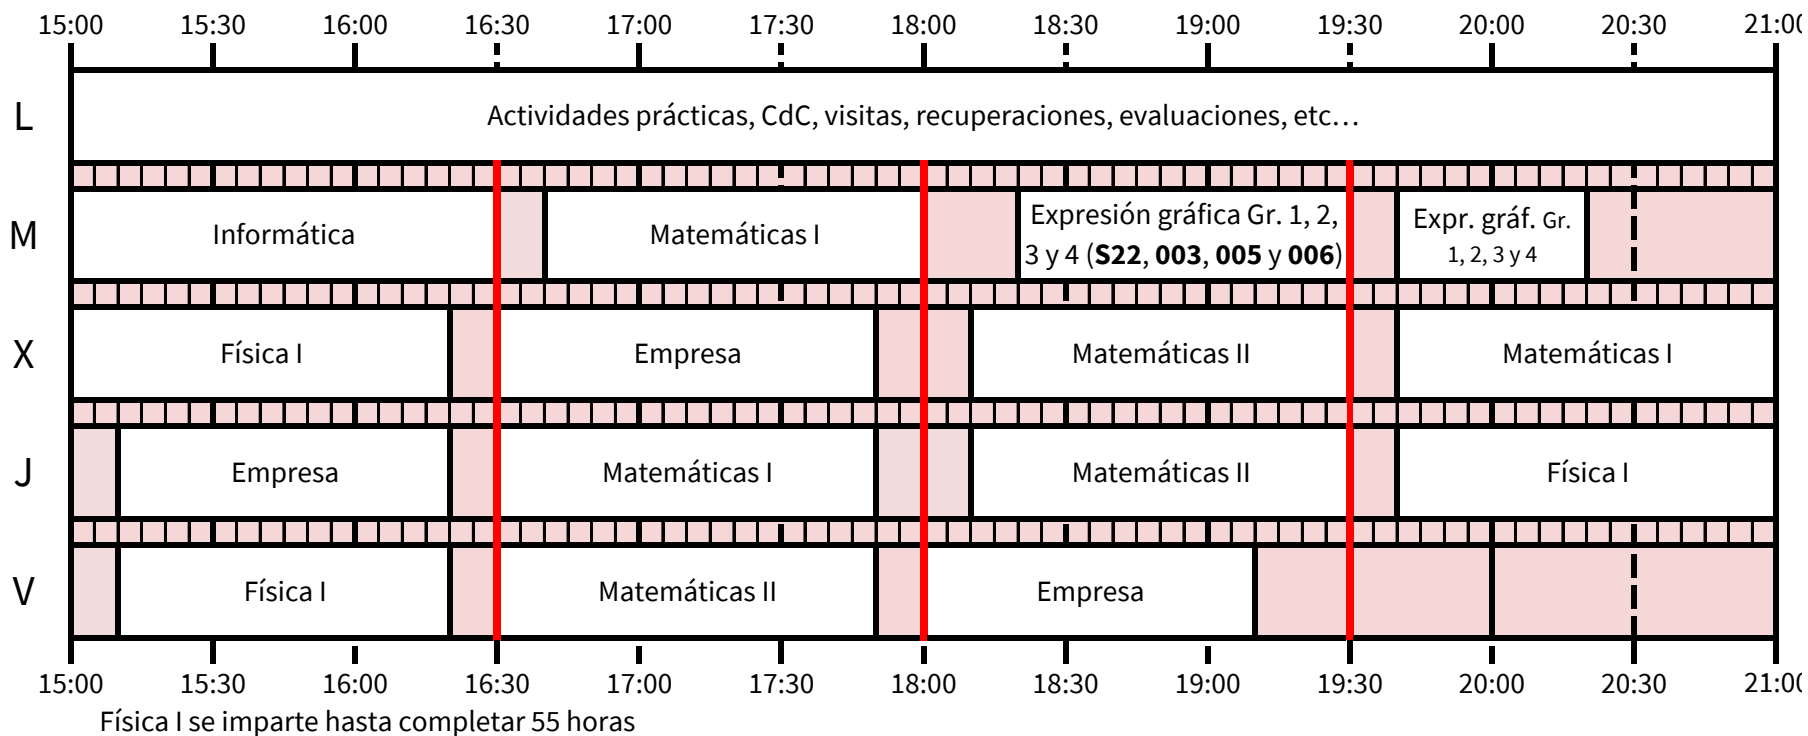 15:00 15:30 16:00 16:30 17:00 17:30 18:00 18:30 19:00 19:30 20:00 20:30 21:00
L
Actividades prácticas, CdC, visitas, recuperaciones, evaluaciones, etc…
M
Informática
Matemáticas I
Expresión gráfica Gr. 1, 2,
3 y 4 (S22, 003, 005 y 006)
Expr. gráf. Gr.
1, 2, 3 y 4
X
Física I
Empresa
Matemáticas II
Matemáticas I
J
Empresa
Matemáticas I
Matemáticas II
Física I
V
Física I
Matemáticas II
Empresa
15:00 15:30 16:00 16:30 17:00 17:30 18:00 18:30 19:00 19:30 20:00 20:30 21:00
Física I se imparte hasta completar 55 horas